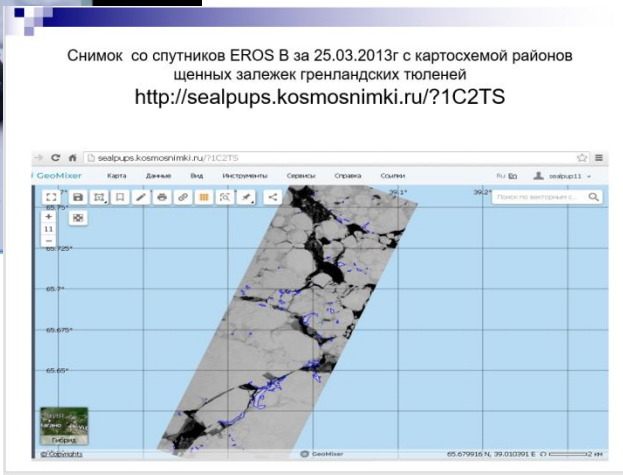 Снимок со спутников EROS B за 25.03.2013г с картосхемой районов
щенных залежек гренландских тюленей
http://sealpups.kosmosnimki.ru/?1C2TS
sealpups.kosmosnimki.ru/?1C2TS
GeoMixer Карта Данные Вид Инструменты Сервисы Справка Ссылки Ru En sealpup11
39.1° 39.2° Поиск по векторным с...
65.75°
11
65.725°
65.7°
65.675°
65.65°
Гибрид
© Copyrights GeoMixer 65.679916 N, 39.010391 E 2 км